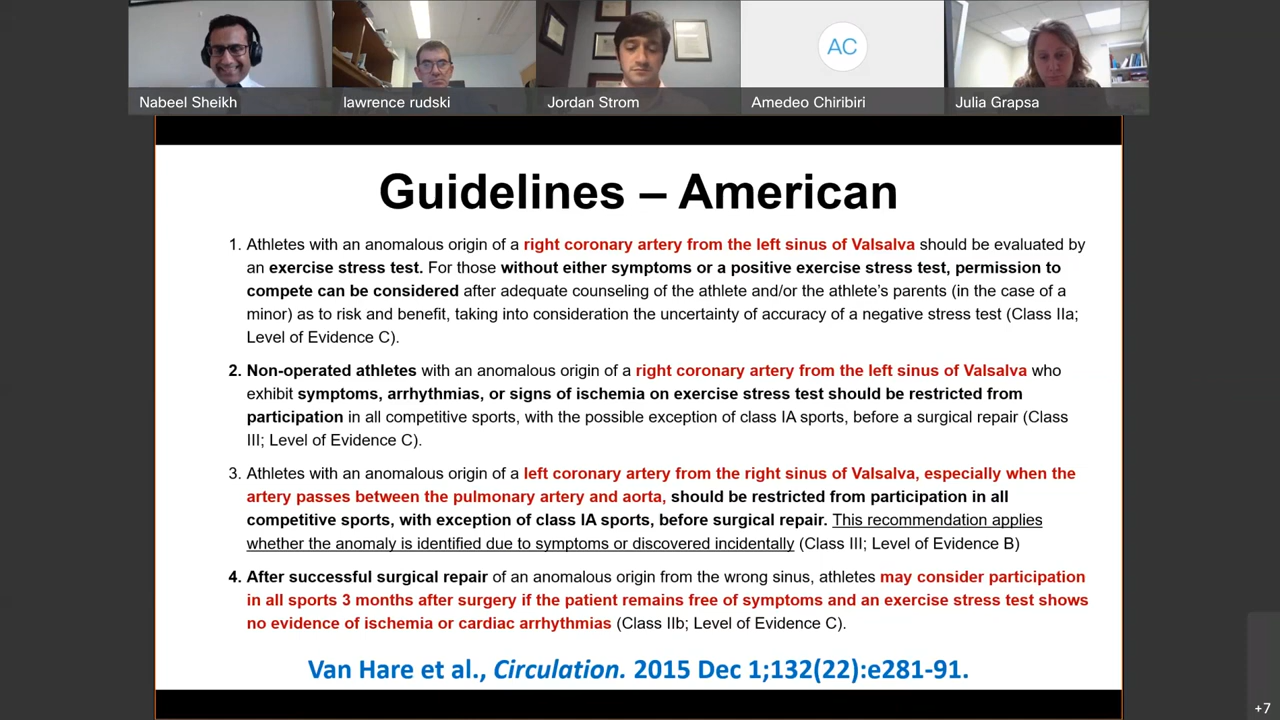 Nabeel Sheikh
lawrence rudski
Jordan Strom
AC
Amedeo Chiribiri
Julia Grapsa
Guidelines – American
1. Athletes with an anomalous origin of a right coronary artery from the left sinus of Valsalva should be evaluated by
an exercise stress test. For those without either symptoms or a positive exercise stress test, permission to
compete can be considered after adequate counseling of the athlete and/or the athlete's parents (in the case of a
minor) as to risk and benefit, taking into consideration the uncertainty of accuracy of a negative stress test (Class IIa;
Level of Evidence C).
2. Non-operated athletes with an anomalous origin of a right coronary artery from the left sinus of Valsalva who
exhibit symptoms, arrhythmias, or signs of ischemia on exercise stress test should be restricted from
participation in all competitive sports, with the possible exception of class IA sports, before a surgical repair (Class
III; Level of Evidence C).
3. Athletes with an anomalous origin of a left coronary artery from the right sinus of Valsalva, especially when the
artery passes between the pulmonary artery and aorta, should be restricted from participation in all
competitive sports, with exception of class IA sports, before surgical repair. This recommendation applies
whether the anomaly is identified due to symptoms or discovered incidentally (Class III; Level of Evidence B)
4. After successful surgical repair of an anomalous origin from the wrong sinus, athletes may consider participation
in all sports 3 months after surgery if the patient remains free of symptoms and an exercise stress test shows
no evidence of ischemia or cardiac arrhythmias (Class IIb; Level of Evidence C).
Van Hare et al., Circulation. 2015 Dec 1;132(22):e281-91.
+7